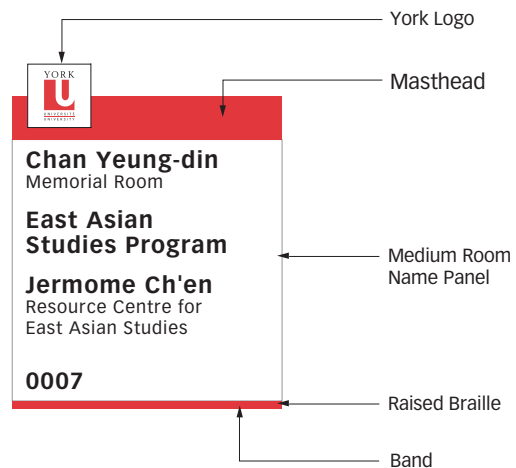 York Logo
YORK
U
UNIVERSITÉ
UNIVERSITY
Masthead
Chan Yeung-din
Memorial Room
East Asian
Studies Program
Jermome Ch'en
Resource Centre for
East Asian Studies
0007
Medium Room
Name Panel
Raised Braille
Band